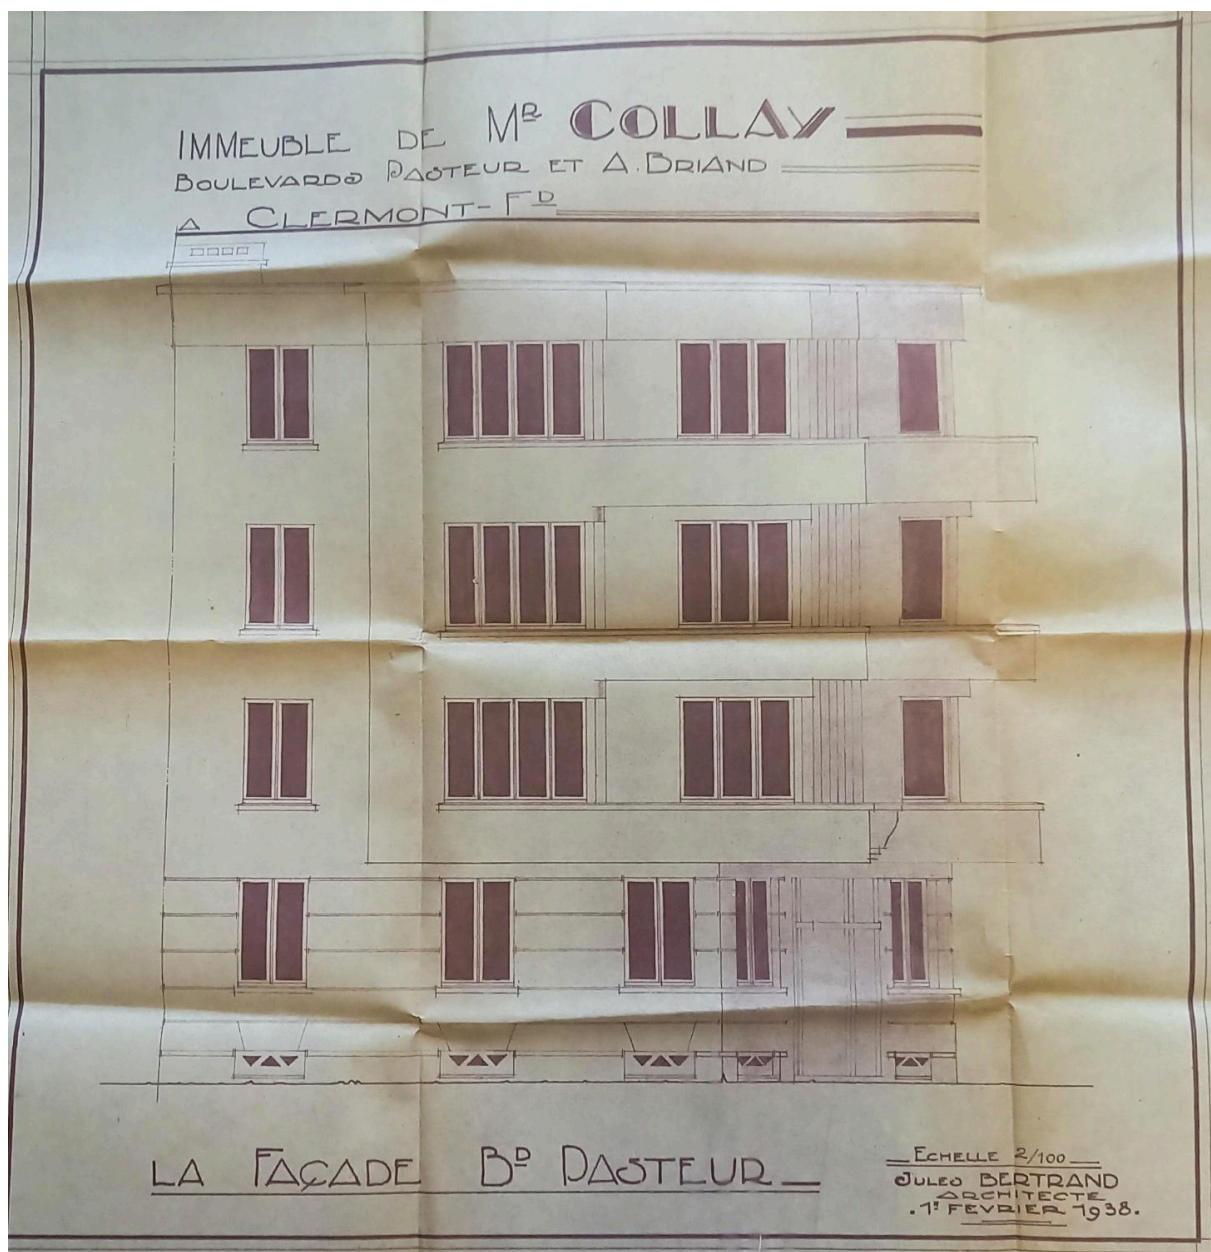 IMMEUBLE DE Mᴿ COLLAY
BOULEVARDS PASTEUR ET A. BRIAND
A CLERMONT-Fᴰ
LA FAÇADE Bᴰ PASTEUR
ECHELLE 2/100
JULES BERTRAND
ARCHITECTE
.1ᴱ FEVRIER 1938.